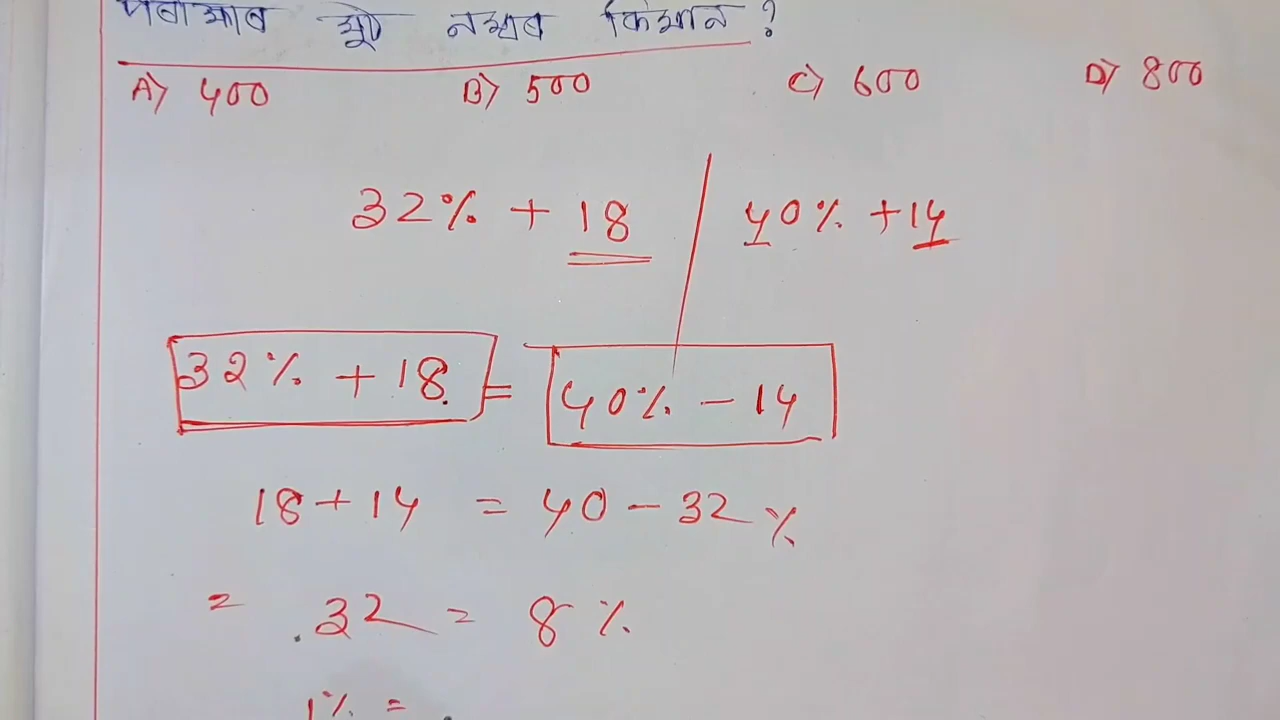 किमान ?
A) 400 B) 500 C) 600 D) 800
32% + 18 40% + 14
32% + 18 = 40% - 14
18 + 14 = 40 - 32 %
= 32 = 8 %
1% =